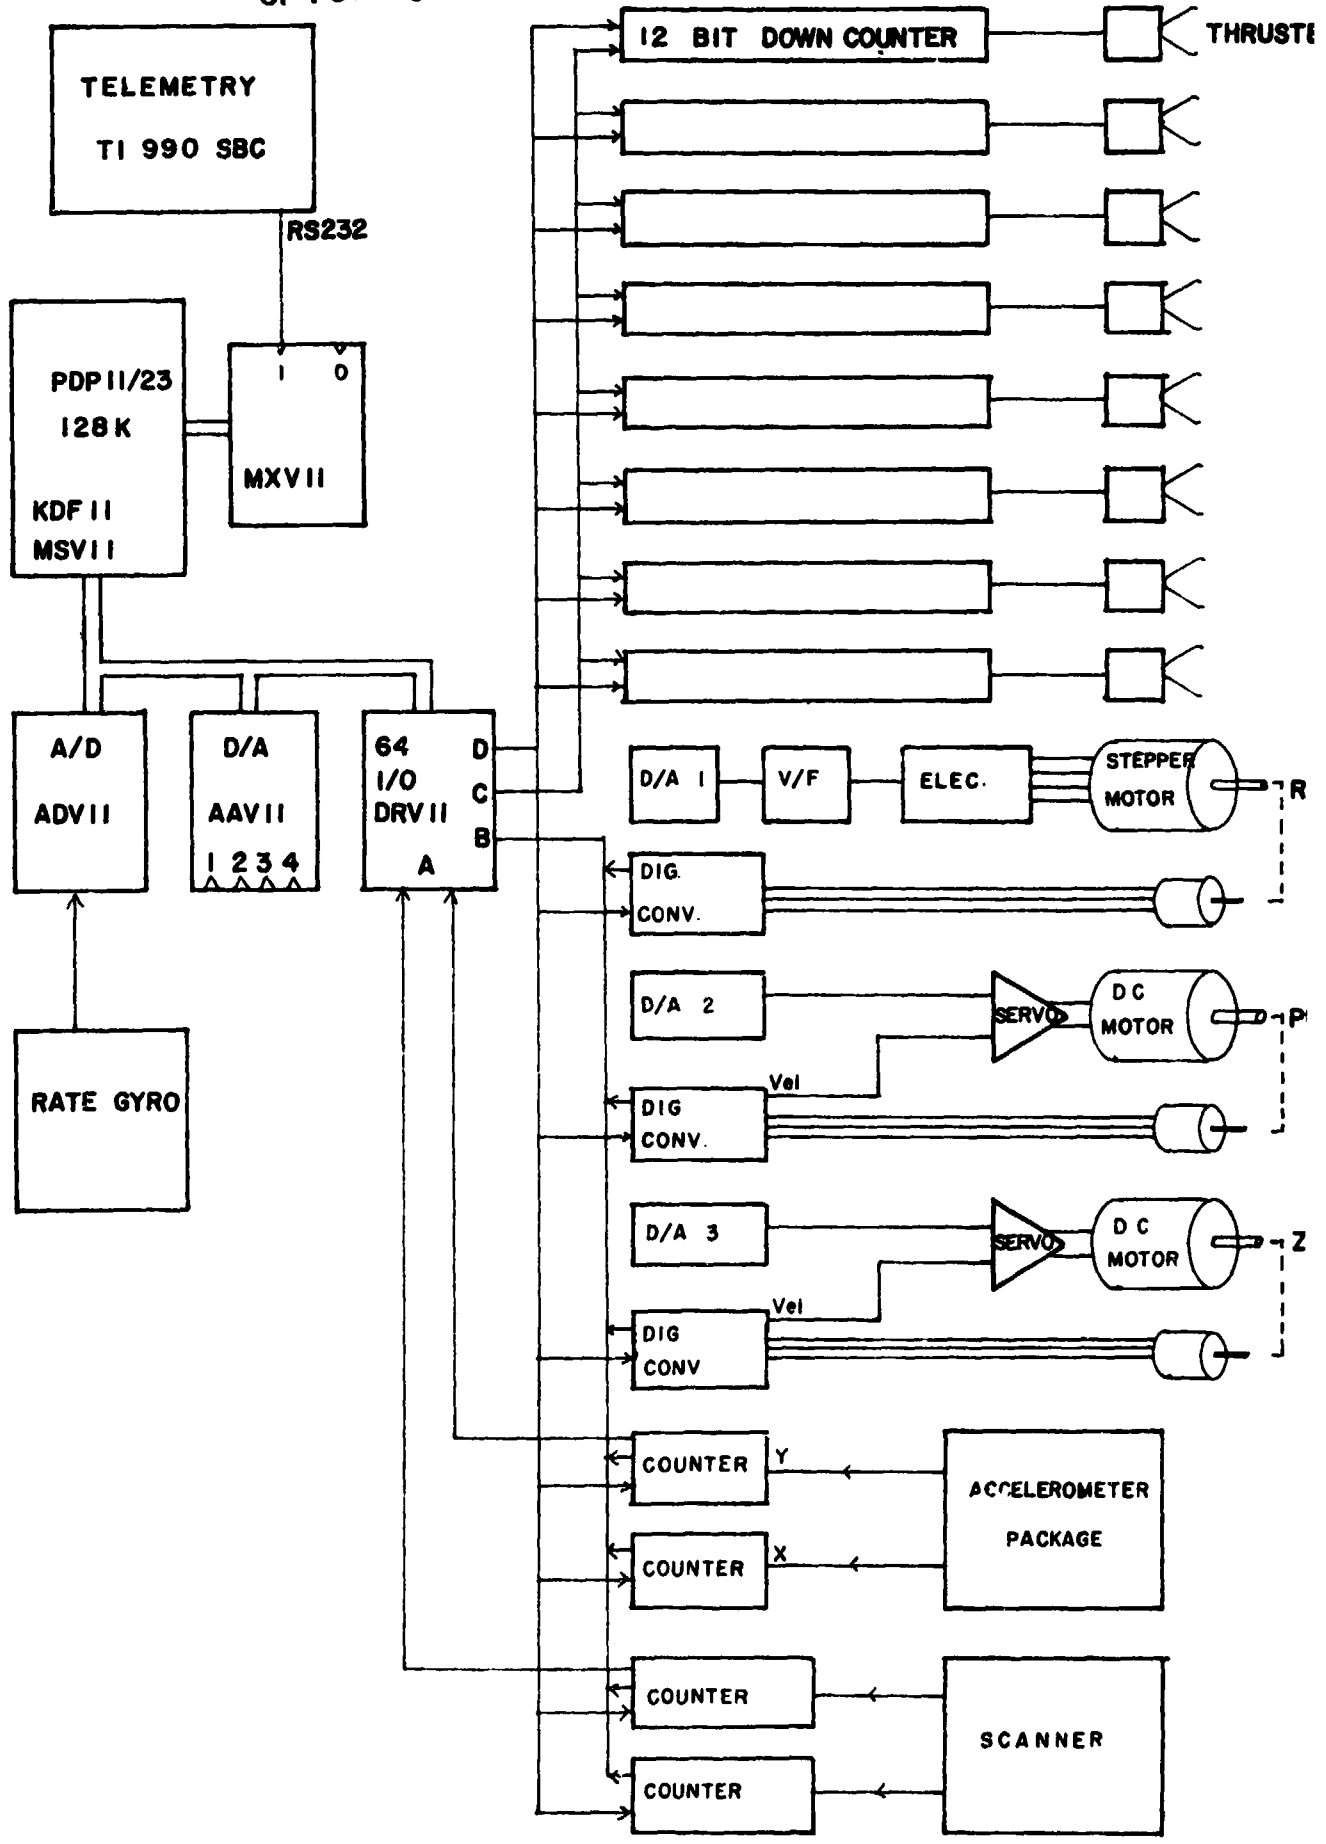 12 BIT DOWN COUNTER
TELEMETRY
TI 990 SBC
RS232
PDP11/23
128K
KDF11
MSV11
1 0
MXV11
A/D
ADV11
D/A
AAV11
1 2 3 4
64
I/O
DRV11
A
D
C
B
RATE GYRO
D/A 1
V/F
ELEC.
STEPPER
MOTOR
R
DIG.
CONV.
D/A 2
SERVO
DC
MOTOR
Vel
DIG
CONV.
D/A 3
SERVO
DC
MOTOR
Z
Vel
DIG
CONV
COUNTER
Y
COUNTER
X
ACCELEROMETER
PACKAGE
COUNTER
COUNTER
SCANNER